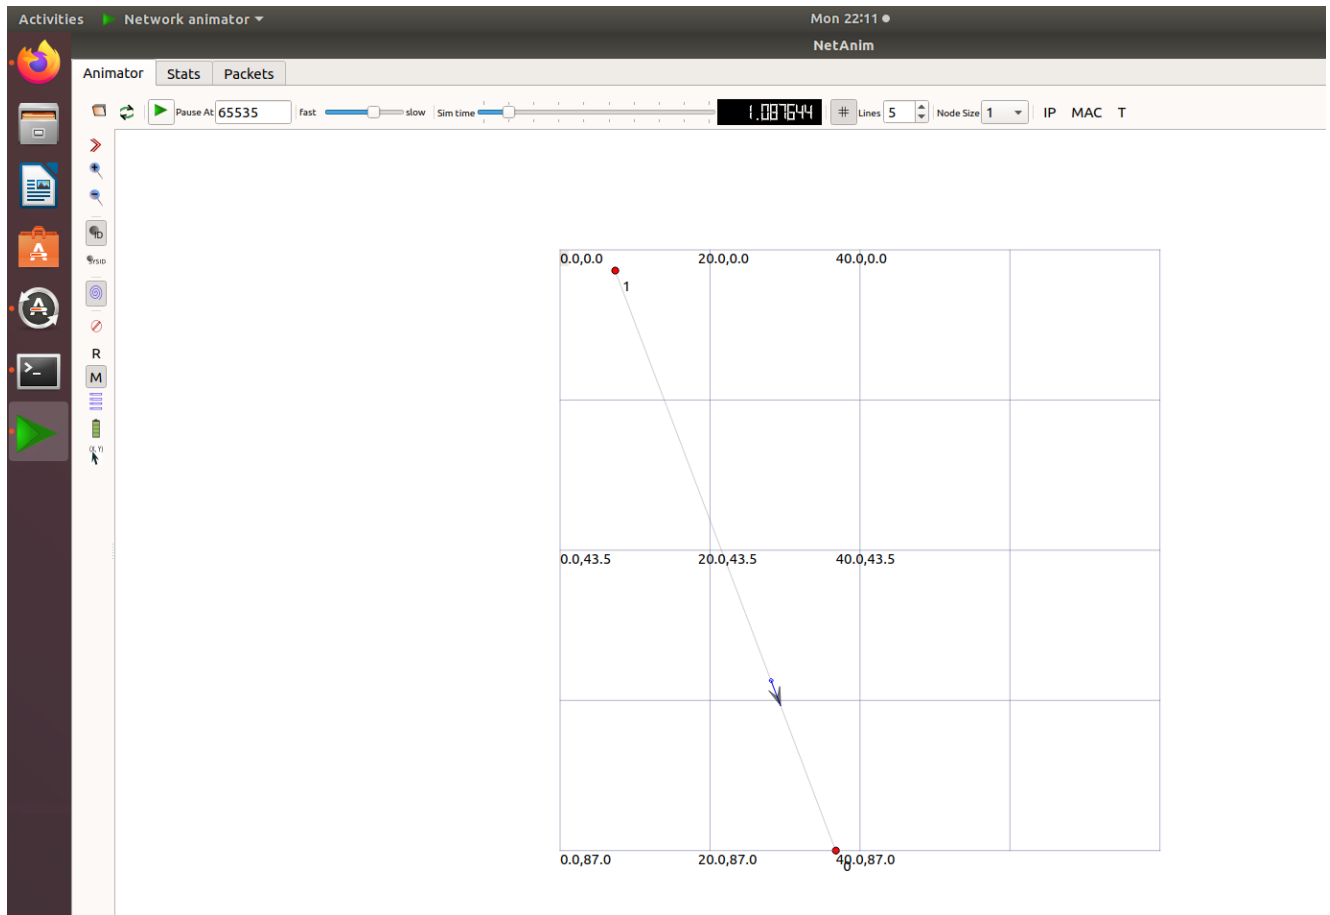 Activities Network animator Mon 22:11
NetAnim
Animator Stats Packets
Pause At 65535 fast slow Sim time 1.087644 # Lines 5 Node Size 1 IP MAC T
ID
SYSID
R
M
(X, Y)
0.0,0.0 20.0,0.0 40.0,0.0
1
0.0,43.5 20.0,43.5 40.0,43.5
0.0,87.0 20.0,87.0 40.0,87.0
0